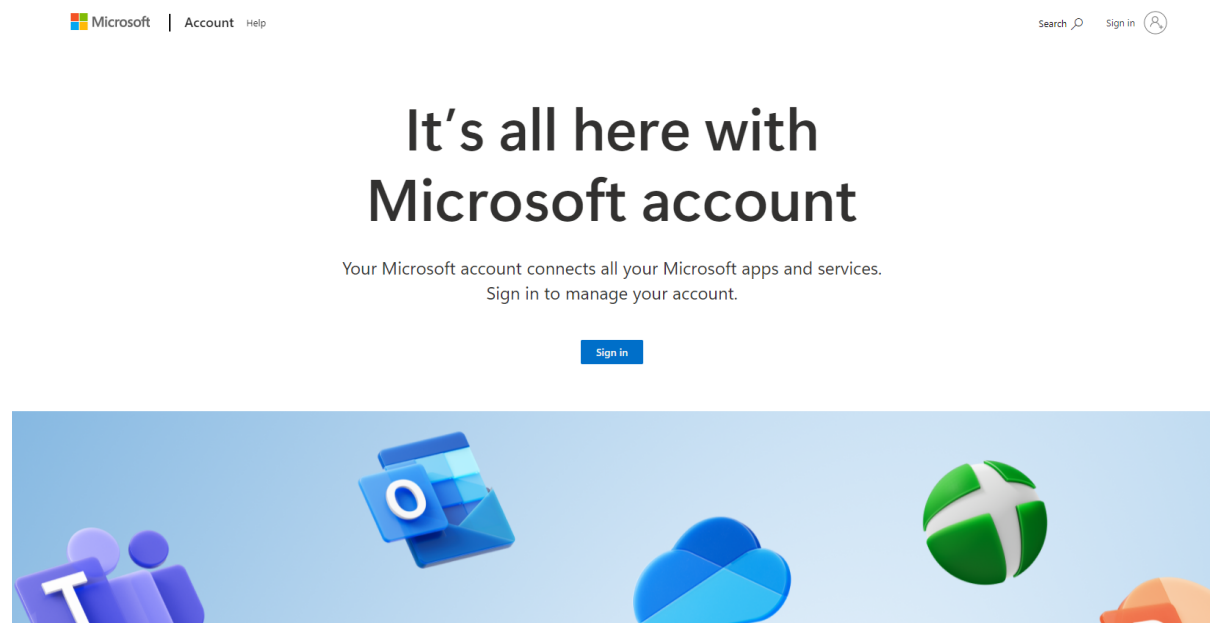 Microsoft Account Help Search Sign in
It's all here with
Microsoft account
Your Microsoft account connects all your Microsoft apps and services.
Sign in to manage your account.
Sign in
O
T